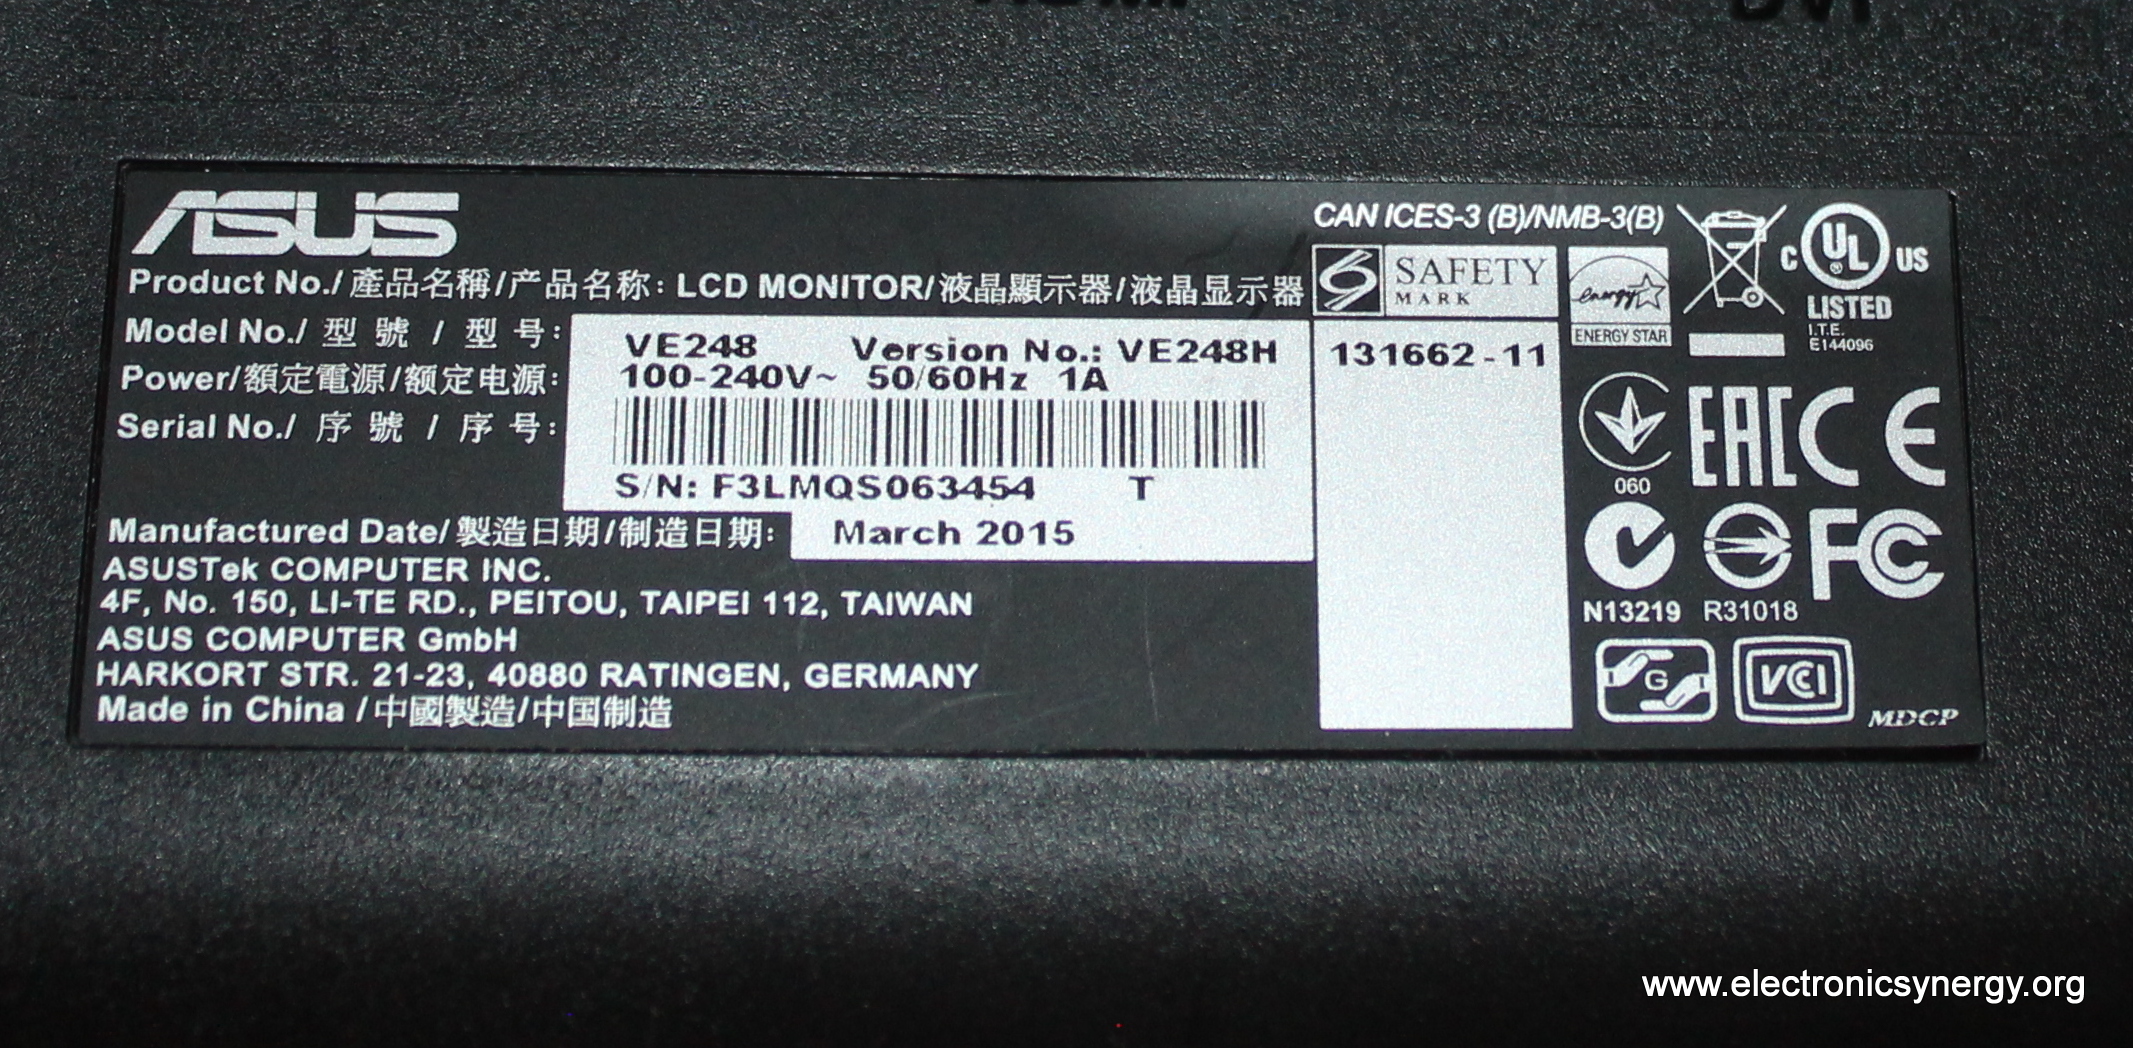 DVI
ASUS
Product No./產品名稱/产品名称: LCD MONITOR/液晶顯示器/液晶显示器
Model No./ 型 號 / 型 号:
VE248 Version No.: VE248H
Power/額定電源/额定电源:
100-240V~ 50/60Hz 1A
Serial No./ 序 號 / 序 号:
S/N: F3LMQS063454 T
Manufactured Date/製造日期/制造日期:
March 2015
ASUSTek COMPUTER INC.
4F, No. 150, LI-TE RD., PEITOU, TAIPEI 112, TAIWAN
ASUS COMPUTER GmbH
HARKORT STR. 21-23, 40880 RATINGEN, GERMANY
Made in China /中國製造/中国制造
CAN ICES-3 (B)/NMB-3(B)
SAFETY
MARK
131662-11
energy
ENERGY STAR
C UL US
®
LISTED
I.T.E.
E144096
060
EAC CE
FC
N13219 R31018
G
VCCI
MDCP
www.electronicsynergy.org